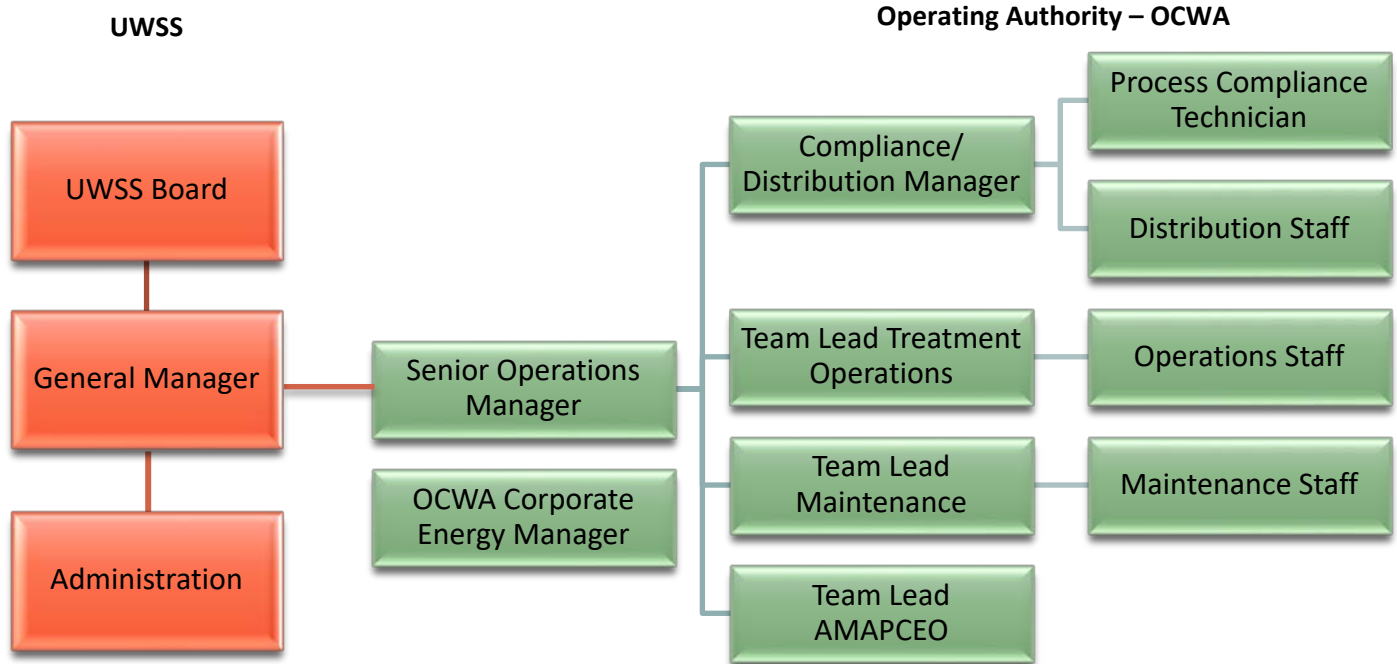 UWSS
Operating Authority – OCWA
UWSS Board
General Manager
Administration
Senior Operations
Manager
OCWA Corporate
Energy Manager
Compliance/
Distribution Manager
Team Lead Treatment
Operations
Team Lead
Maintenance
Team Lead
AMAPCEO
Process Compliance
Technician
Distribution Staff
Operations Staff
Maintenance Staff